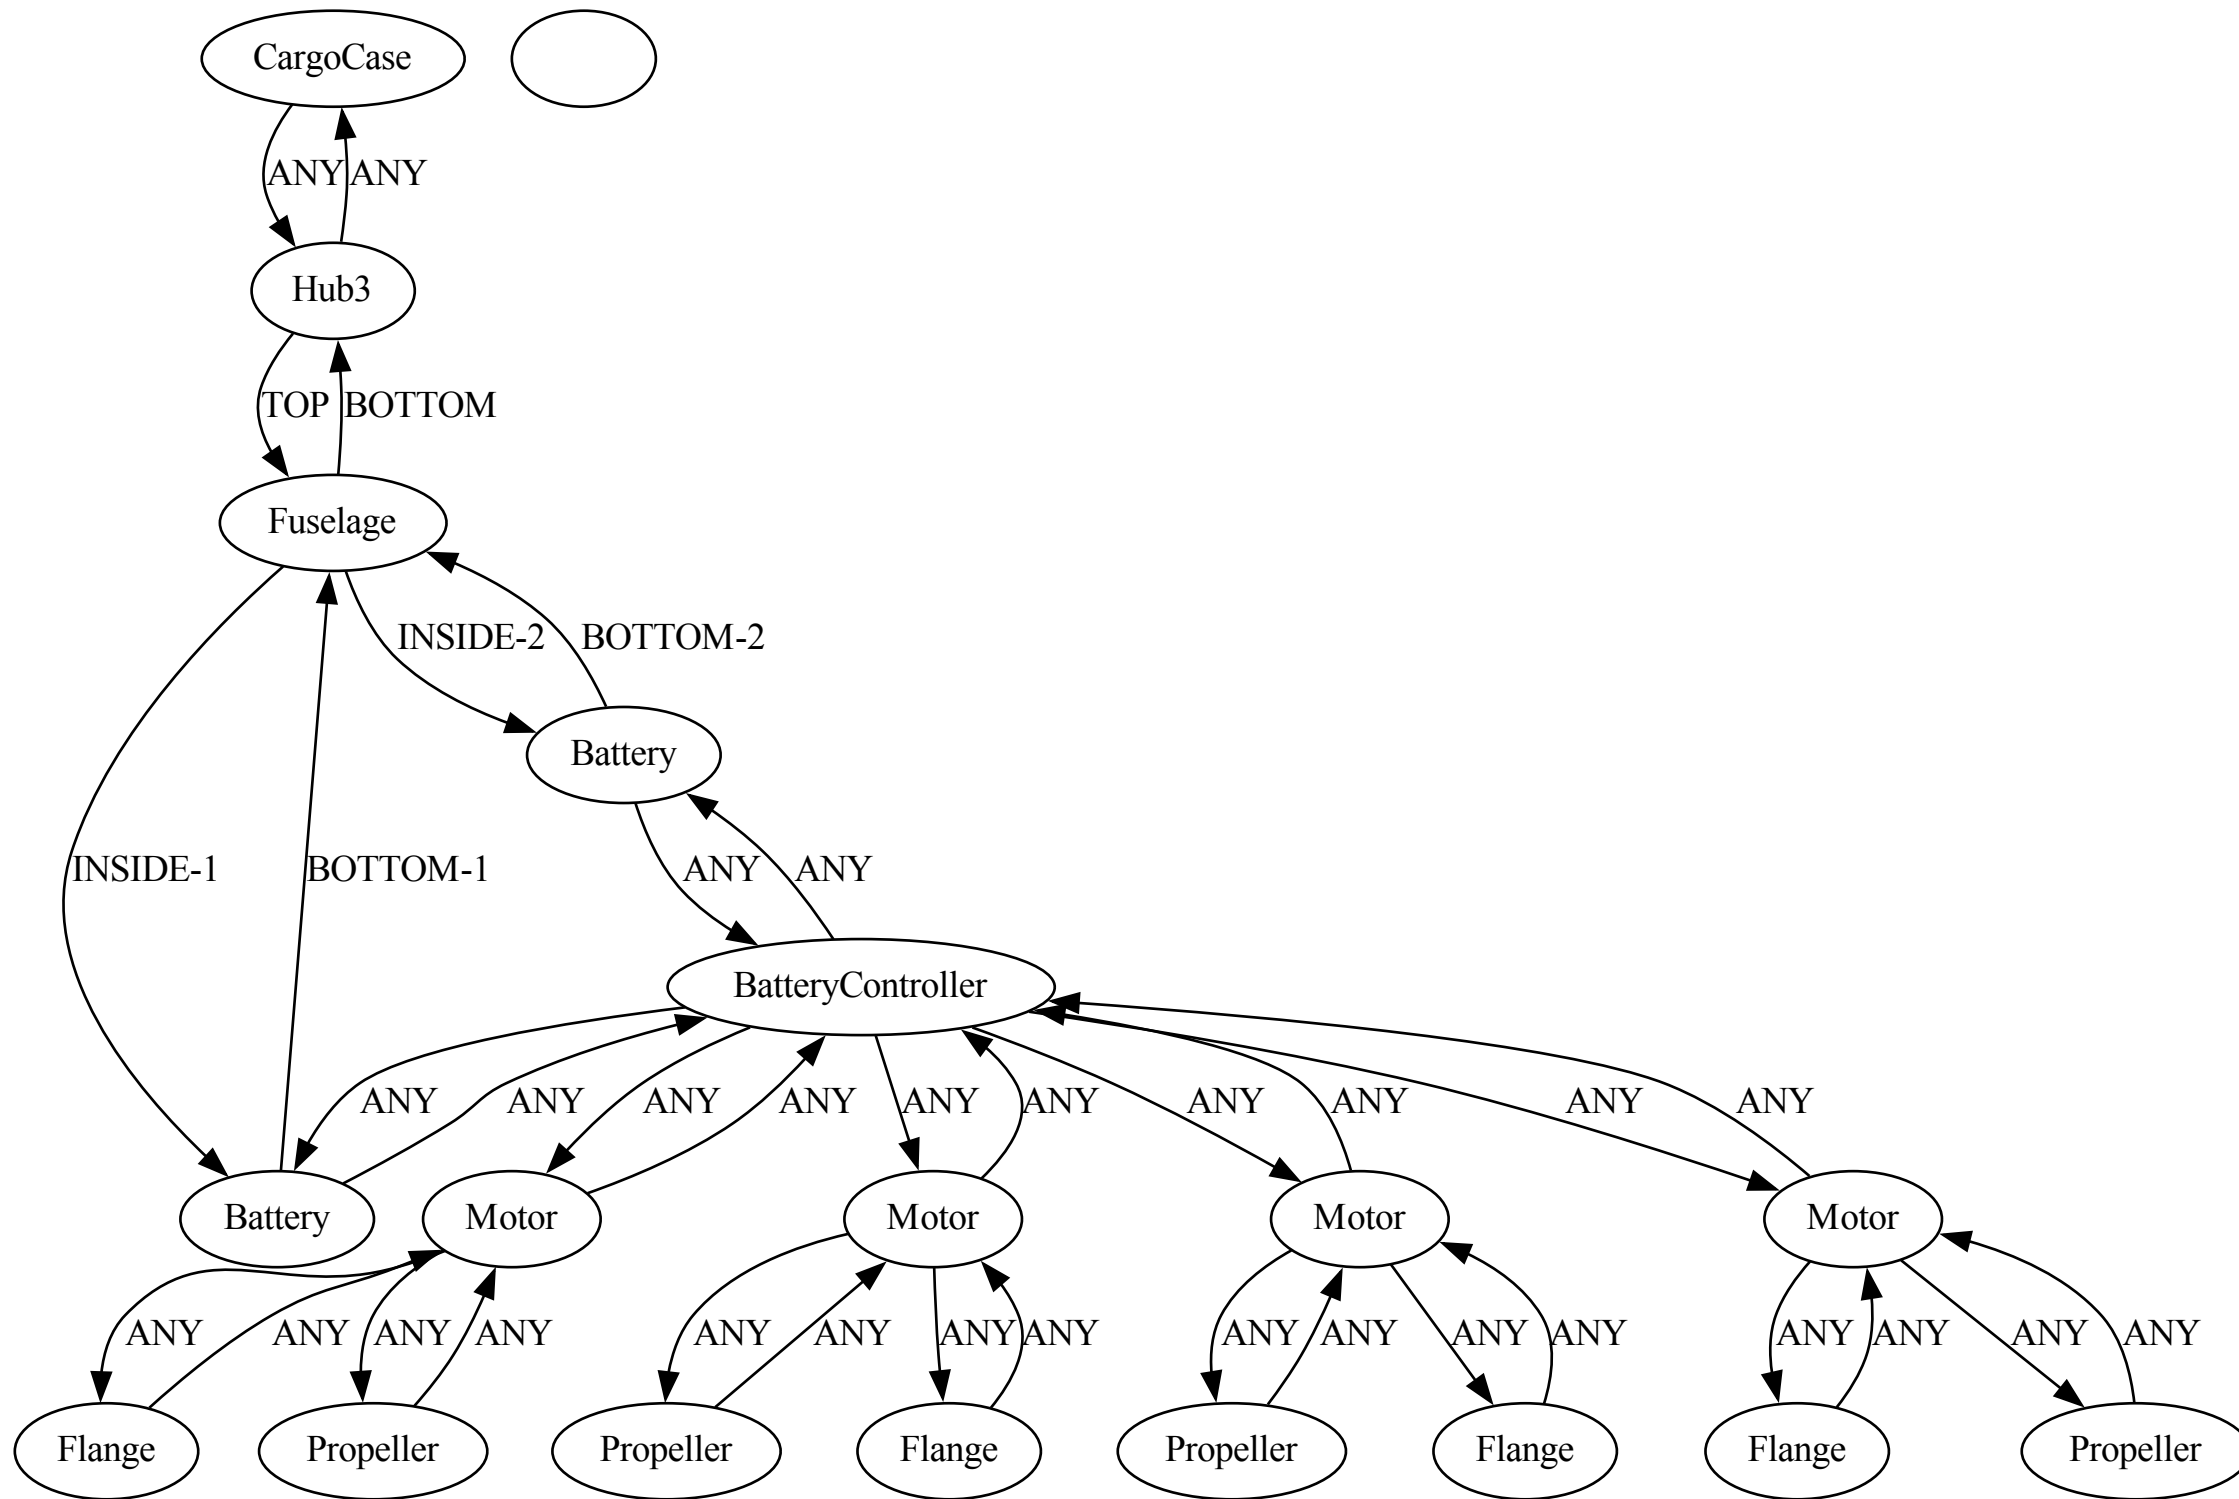 CargoCase
ANY ANY
Hub3
TOP BOTTOM
Fuselage
INSIDE-2 BOTTOM-2
Battery
INSIDE-1 BOTTOM-1 ANY ANY
BatteryController
ANY ANY ANY ANY ANY ANY ANY ANY ANY ANY
Battery Motor Motor Motor Motor
ANY ANY ANY ANY ANY ANY ANY ANY ANY ANY ANY ANY ANY ANY ANY ANY
Flange Propeller Propeller Flange Propeller Flange Flange Propeller